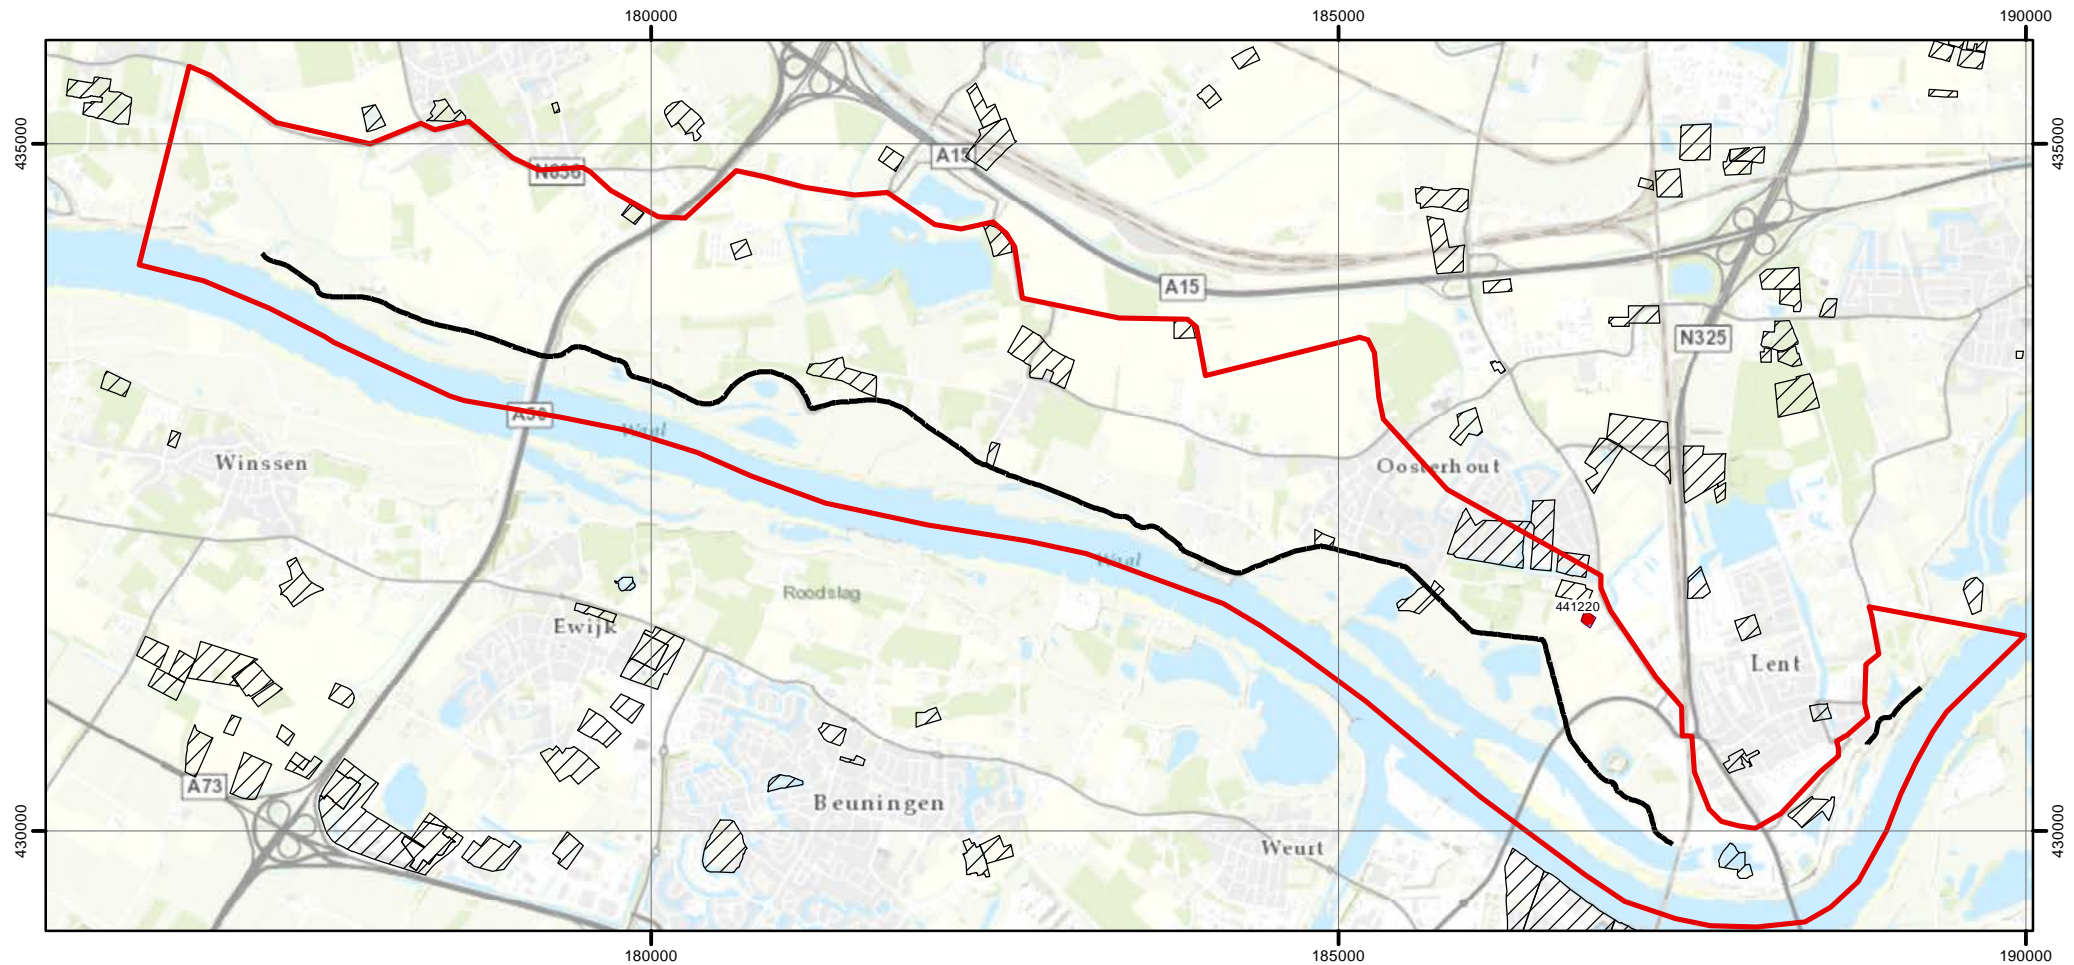 180000
185000
190000
435000
435000
A15
N836
A15
N325
A50
Waal
Winssen
Oosterhout
Waal
Roodslag
441220
Ewijk
Lent
A73
Beuningen
430000
430000
Weurt
180000
185000
190000